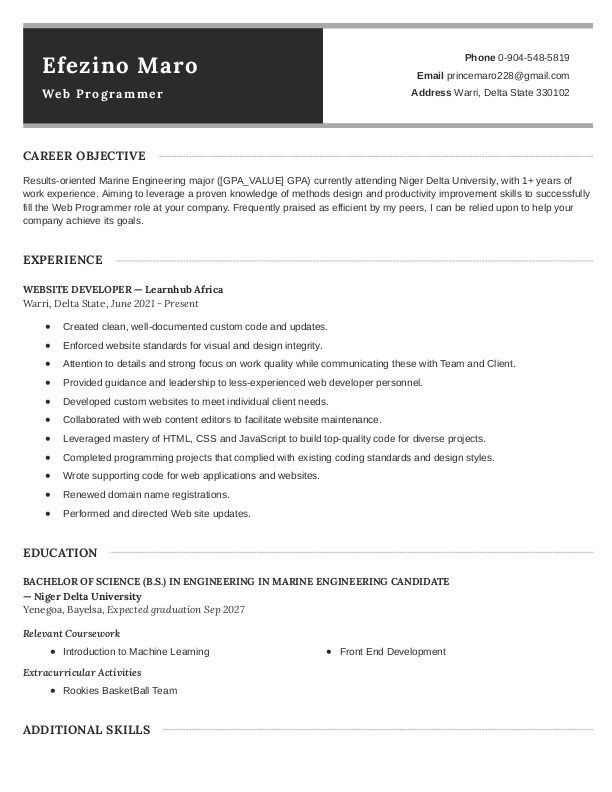 Efezino Maro
Web Programmer
Phone 0-904-548-5819
Email princemaro228@gmail.com
Address Warri, Delta State 330102
CAREER OBJECTIVE
Results-oriented Marine Engineering major ([GPA_VALUE] GPA) currently attending Niger Delta University, with 1+ years of
work experience. Aiming to leverage a proven knowledge of methods design and productivity improvement skills to successfully
fill the Web Programmer role at your company. Frequently praised as efficient by my peers, I can be relied upon to help your
company achieve its goals.
EXPERIENCE
WEBSITE DEVELOPER — Learnhub Africa
Warri, Delta State, June 2021 - Present
● Created clean, well-documented custom code and updates.
● Enforced website standards for visual and design integrity.
● Attention to details and strong focus on work quality while communicating these with Team and Client.
● Provided guidance and leadership to less-experienced web developer personnel.
● Developed custom websites to meet individual client needs.
● Collaborated with web content editors to facilitate website maintenance.
● Leveraged mastery of HTML, CSS and JavaScript to build top-quality code for diverse projects.
● Completed programming projects that complied with existing coding standards and design styles.
● Wrote supporting code for web applications and websites.
● Renewed domain name registrations.
● Performed and directed Web site updates.
EDUCATION
BACHELOR OF SCIENCE (B.S.) IN ENGINEERING IN MARINE ENGINEERING CANDIDATE
— Niger Delta University
Yenegoa, Bayelsa, Expected graduation Sep 2027
Relevant Coursework
● Introduction to Machine Learning
● Front End Development
Extracurricular Activities
● Rookies BasketBall Team
ADDITIONAL SKILLS